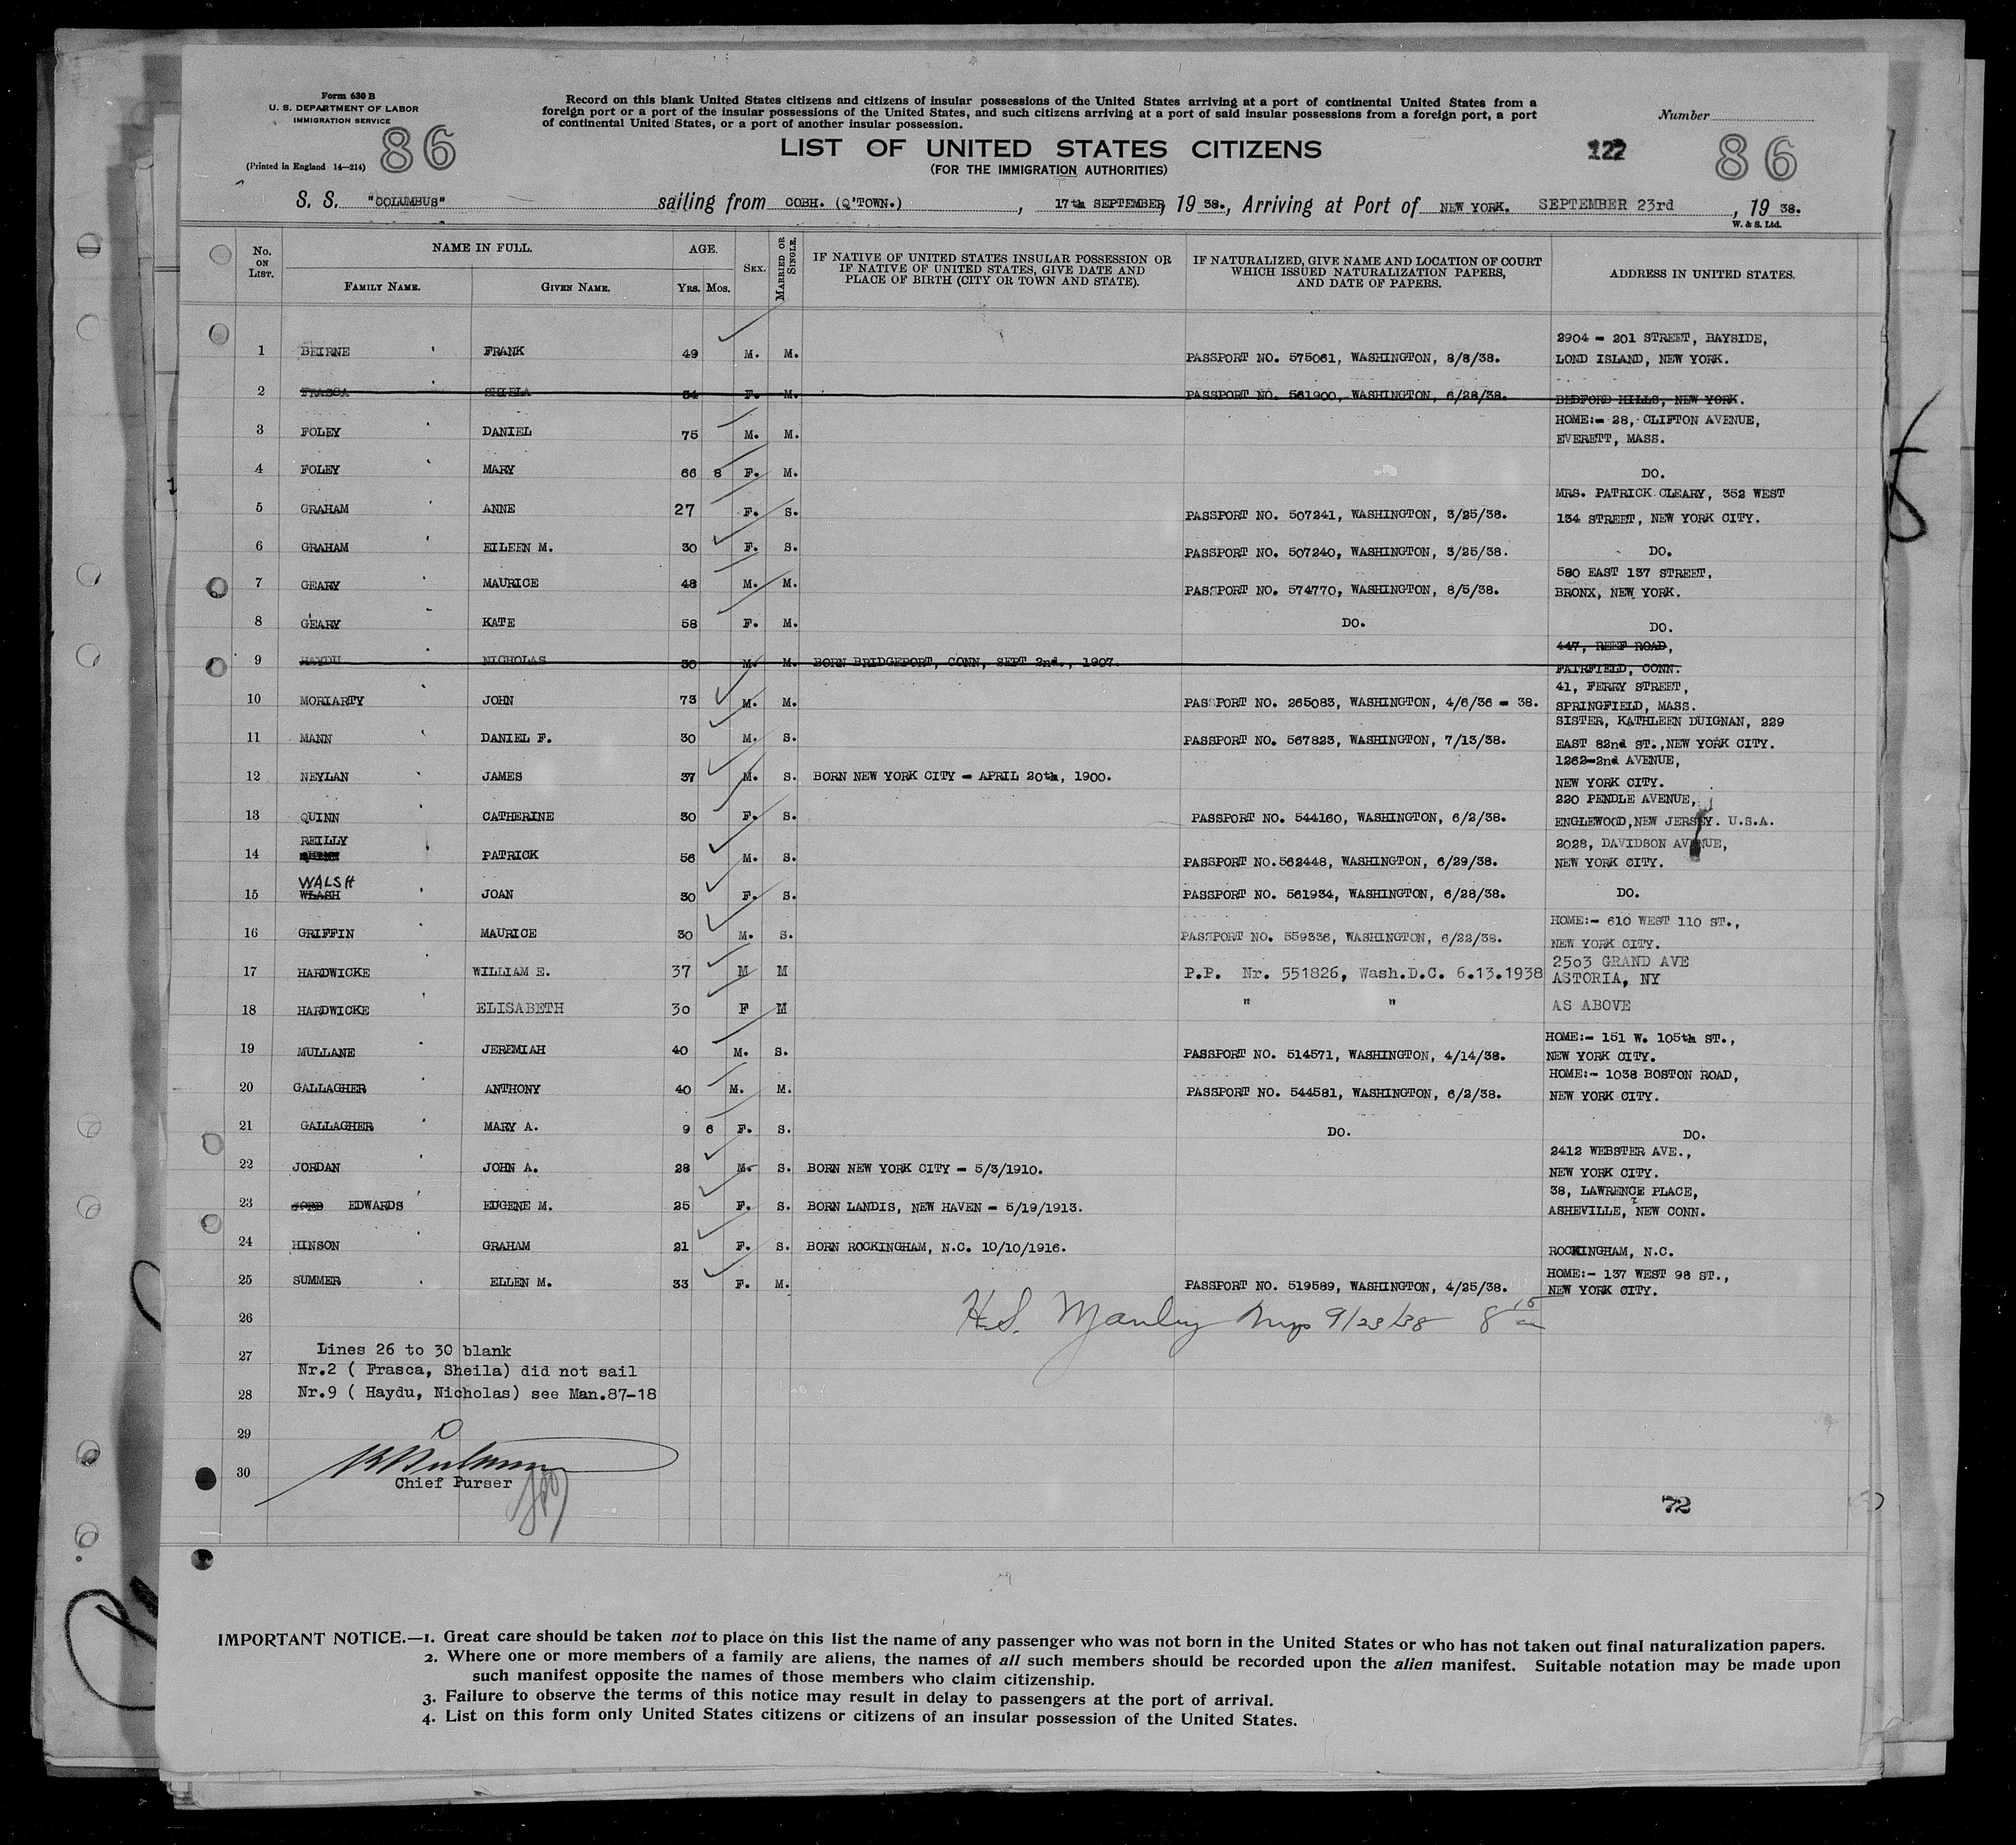 Form 630 B
U. S. DEPARTMENT OF LABOR
IMMIGRATION SERVICE
86
(Printed in England 14—214)
Record on this blank United States citizens and citizens of insular possessions of the United States arriving at a port of continental United States from a
foreign port or a port of the insular possessions of the United States, and such citizens arriving at a port of said insular possessions from a foreign port, a port
of continental United States, or a port of another insular possession.
Number
LIST OF UNITED STATES CITIZENS
(FOR THE IMMIGRATION AUTHORITIES)
122
86
S. S. "COLUMBUS" sailing from COBH. (Q'TOWN.), 17th SEPTEMBER, 19 38., Arriving at Port of NEW YORK. SEPTEMBER 23rd, 19 38.
W. & S. Ltd.
No. ON LIST. NAME IN FULL. FAMILY NAME. GIVEN NAME. AGE. YRS. MOS. SEX. MARRIED OR SINGLE. IF NATIVE OF UNITED STATES INSULAR POSSESSION OR IF NATIVE OF UNITED STATES, GIVE DATE AND PLACE OF BIRTH (CITY OR TOWN AND STATE). IF NATURALIZED, GIVE NAME AND LOCATION OF COURT WHICH ISSUED NATURALIZATION PAPERS, AND DATE OF PAPERS. ADDRESS IN UNITED STATES.
1 BEIRNE FRANK 49 M. M. PASSPORT NO. 575061, WASHINGTON, 8/8/38. 2904 - 201 STREET, BAYSIDE, LOND ISLAND, NEW YORK.
2 FRASCA SHIELA 34 F. M. PASSPORT NO. 561900, WASHINGTON, 6/28/38. BEDFORD HILLS, NEW YORK.
3 FOLEY DANIEL 75 M. M. HOME:- 28, CLIFTON AVENUE, EVERETT, MASS.
4 FOLEY MARY 66 8 F. M. DO.
5 GRAHAM ANNE 27 F. S. PASSPORT NO. 507241, WASHINGTON, 3/25/38. MRS. PATRICK CLEARY, 352 WEST 134 STREET, NEW YORK CITY.
6 GRAHAM EILEEN M. 30 F. S. PASSPORT NO. 507240, WASHINGTON, 3/25/38. DO.
7 GEARY MAURICE 48 M. M. PASSPORT NO. 574770, WASHINGTON, 8/5/38. 580 EAST 137 STREET, BRONX, NEW YORK.
8 GEARY KATE 58 F. M. DO. DO.
9 HAYDU NICHOLAS 30 M. M. BORN BRIDGEPORT, CONN, SEPT 2nd., 1907. 447, REEF ROAD, FAIRFIELD, CONN.
10 MORIARTY JOHN 73 M. M. PASSPORT NO. 265083, WASHINGTON, 4/6/36 - 38. 41, FERRY STREET, SPRINGFIELD, MASS.
11 MANN DANIEL F. 30 M. S. PASSPORT NO. 567823, WASHINGTON, 7/13/38. SISTER, KATHLEEN DUIGNAN, 229 EAST 82nd ST., NEW YORK CITY.
12 NEYLAN JAMES 37 M. S. BORN NEW YORK CITY - APRIL 20th, 1900. 1262-2nd AVENUE, NEW YORK CITY.
13 QUINN CATHERINE 30 F. S. PASSPORT NO. 544160, WASHINGTON, 6/2/38. 220 PENDLE AVENUE, ENGLEWOOD, NEW JERSEY. U.S.A.
14 REILLY PATRICK 56 M. S. PASSPORT NO. 562448, WASHINGTON, 6/29/38. 2028, DAVIDSON AVENUE, NEW YORK CITY.
15 WALSH WLASH JOAN 30 F. S. PASSPORT NO. 561934, WASHINGTON, 6/28/38. DO.
16 GRIFFIN MAURICE 30 M. S. PASSPORT NO. 559336, WASHINGTON, 6/22/38. HOME:- 610 WEST 110 ST., NEW YORK CITY.
17 HARDWICKE WILLIAM E. 37 M M P.P. Nr. 551826, Wash.D.C. 6.13.1938 2503 GRAND AVE ASTORIA, NY
18 HARDWICKE ELISABETH 30 F M " " AS ABOVE
19 MULLANE JEREMIAH 40 M. S. PASSPORT NO. 514571, WASHINGTON, 4/14/38. HOME:- 151 W. 105th ST., NEW YORK CITY.
20 GALLAGHER ANTHONY 40 M. M. PASSPORT NO. 544581, WASHINGTON, 6/2/38. HOME:- 1038 BOSTON ROAD, NEW YORK CITY.
21 GALLAGHER MARY A. 9 6 F. S. DO. DO.
22 JORDAN JOHN A. 28 M. S. BORN NEW YORK CITY - 5/3/1910. 2412 WEBSTER AVE., NEW YORK CITY.
23 EDWARDS EUGENE M. 25 F. S. BORN LANDIS, NEW HAVEN - 5/19/1913. 38, LAWRENCE PLACE, ASHEVILLE, NEW CONN.
24 HINSON GRAHAM 21 F. S. BORN ROCKINGHAM, N.C. 10/10/1916. ROCKINGHAM, N.C.
25 SUMMER ELLEN M. 33 F. M. PASSPORT NO. 519589, WASHINGTON, 4/25/38. HOME:- 137 WEST 98 ST., NEW YORK CITY.
26 H.S. 9/23/38 8 15
27 Lines 26 to 30 blank
Nr.2 ( Frasca, Sheila) did not sail
28 Nr.9 ( Haydu, Nicholas) see Man.87-18
29
30
Chief Purser
72
IMPORTANT NOTICE.—1. Great care should be taken not to place on this list the name of any passenger who was not born in the United States or who has not taken out final naturalization papers.
2. Where one or more members of a family are aliens, the names of all such members should be recorded upon the alien manifest. Suitable notation may be made upon
such manifest opposite the names of those members who claim citizenship.
3. Failure to observe the terms of this notice may result in delay to passengers at the port of arrival.
4. List on this form only United States citizens or citizens of an insular possession of the United States.